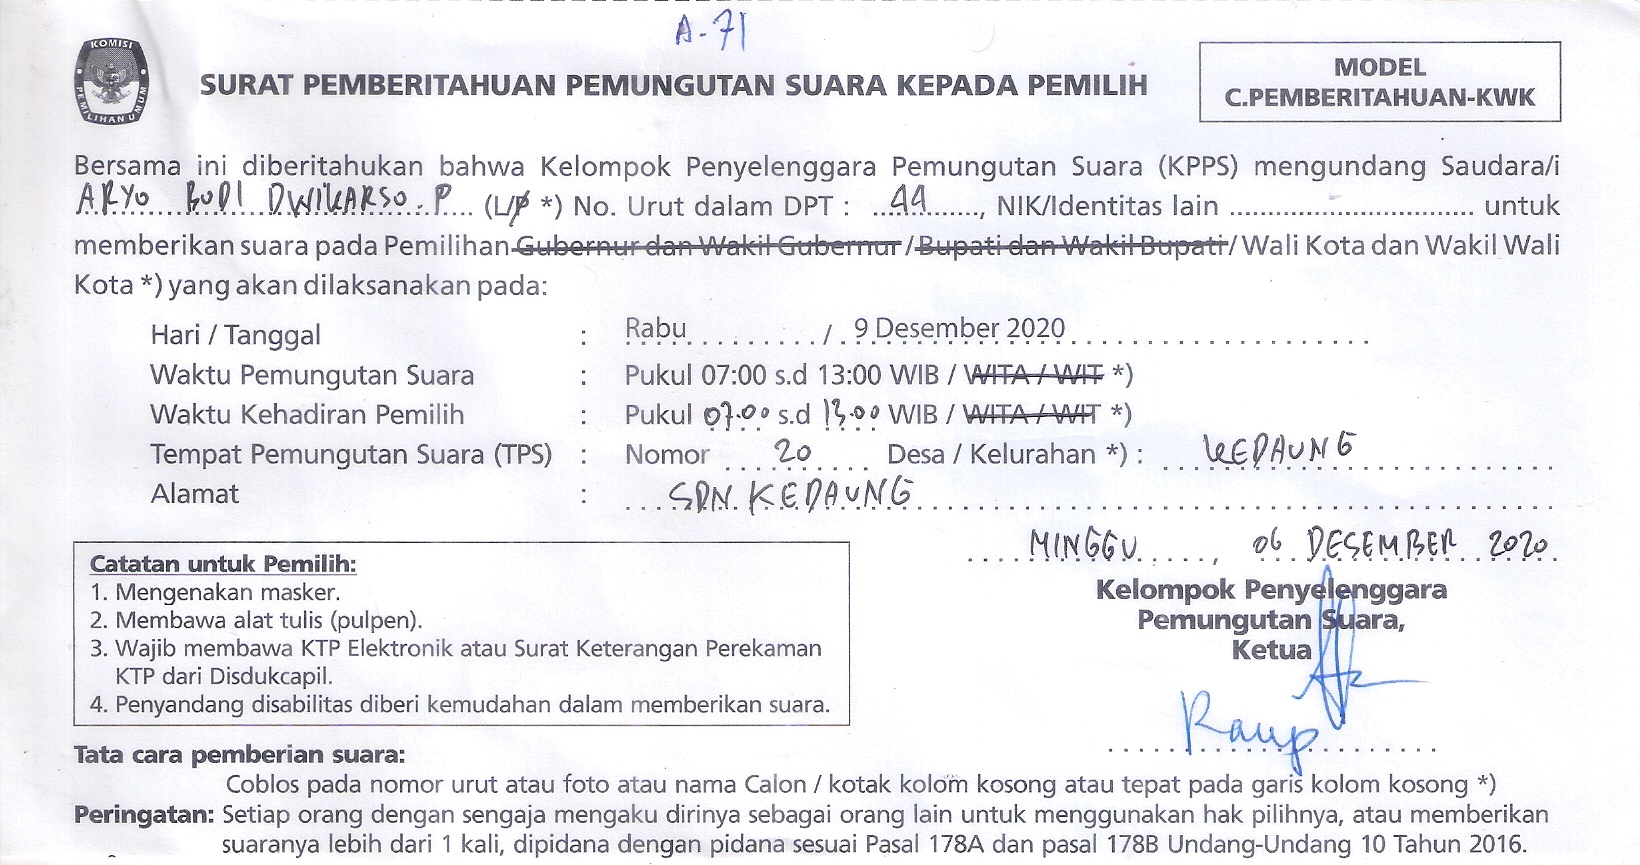 A-71
KOMISI
PEMILIHAN UMUM
SURAT PEMBERITAHUAN PEMUNGUTAN SUARA KEPADA PEMILIH
MODEL
C.PEMBERITAHUAN-KWK
Bersama ini diberitahukan bahwa Kelompok Penyelenggara Pemungutan Suara (KPPS) mengundang Saudara/i
ARYO BUDI DWIKARSO.P (L/P *) No. Urut dalam DPT : 44, NIK/Identitas lain .............................. untuk
memberikan suara pada Pemilihan Gubernur dan Wakil Gubernur / Bupati dan Wakil Bupati / Wali Kota dan Wakil Wali
Kota *) yang akan dilaksanakan pada:
Hari / Tanggal : Rabu / 9 Desember 2020
Waktu Pemungutan Suara : Pukul 07:00 s.d 13:00 WIB / WITA / WIT *)
Waktu Kehadiran Pemilih : Pukul 07.00 s.d 13.00 WIB / WITA / WIT *)
Tempat Pemungutan Suara (TPS) : Nomor 20 Desa / Kelurahan *) : KEDAUNG
Alamat : SDN KEDAUNG
MINGGU, 06 DESEMBER 2020
Kelompok Penyelenggara
Pemungutan Suara,
Ketua
Catatan untuk Pemilih:
1. Mengenakan masker.
2. Membawa alat tulis (pulpen).
3. Wajib membawa KTP Elektronik atau Surat Keterangan Perekaman
KTP dari Disdukcapil.
4. Penyandang disabilitas diberi kemudahan dalam memberikan suara.
Tata cara pemberian suara:
Coblos pada nomor urut atau foto atau nama Calon / kotak kolom kosong atau tepat pada garis kolom kosong *)
Peringatan: Setiap orang dengan sengaja mengaku dirinya sebagai orang lain untuk menggunakan hak pilihnya, atau memberikan
suaranya lebih dari 1 kali, dipidana dengan pidana sesuai Pasal 178A dan pasal 178B Undang-Undang 10 Tahun 2016.